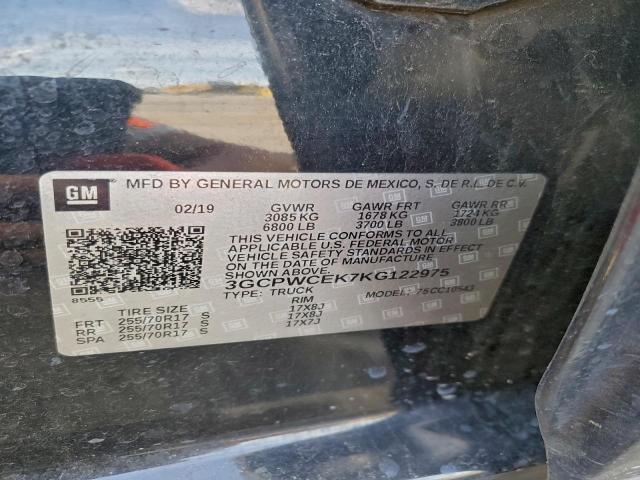 GM MFD BY GENERAL MOTORS DE MEXICO, S. DE R.L. DE C.V.
02/19 GVWR GAWR FRT GAWR RR
3085 KG 1678 KG 1724 KG
6800 LB 3700 LB 3800 LB
THIS VEHICLE CONFORMS TO ALL
APPLICABLE U.S. FEDERAL MOTOR
VEHICLE SAFETY STANDARDS IN EFFECT
ON THE DATE OF MANUFACTURE
SHOWN ABOVE.
3GCPWCEK7KG122975
8555 TYPE: TRUCK MODEL:
TIRE SIZE RIM
FRT 255/70R17 S 17X8J
RR 255/70R17 S 17X8J
SPA 255/70R17 S 17X7J